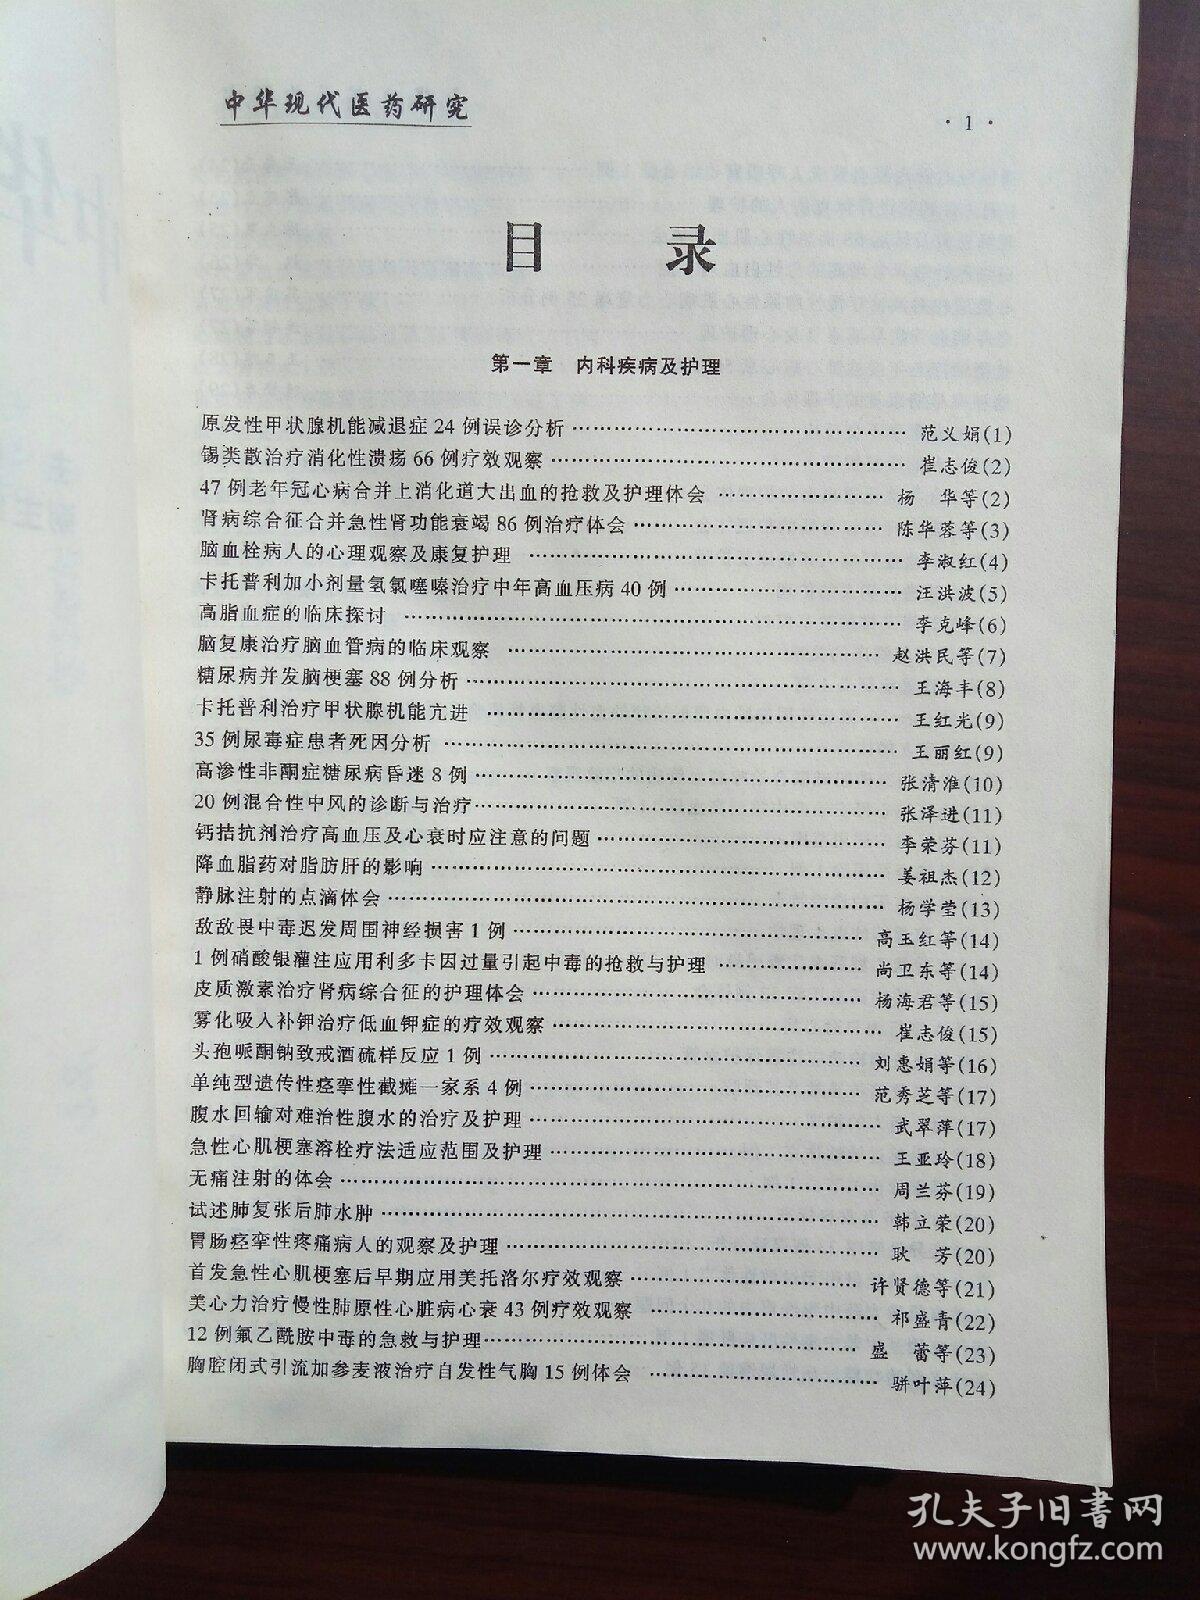 中华现代医药研究
·1·
目 录
第一章 内科疾病及护理
原发性甲状腺机能减退症24例误诊分析……范义娟(1)
锡类散治疗消化性溃疡66例疗效观察……崔志俊(2)
47例老年冠心病合并上消化道大出血的抢救及护理体会……杨 华等(2)
肾病综合征合并急性肾功能衰竭86例治疗体会……陈华蓉等(3)
脑血栓病人的心理观察及康复护理……李淑红(4)
卡托普利加小剂量氢氯噻嗪治疗中年高血压病40例……汪洪波(5)
高脂血症的临床探讨……李克峰(6)
脑复康治疗脑血管病的临床观察……赵洪民等(7)
糖尿病并发脑梗塞88例分析……王海丰(8)
卡托普利治疗甲状腺机能亢进……王红光(9)
35例尿毒症患者死因分析……王丽红(9)
高渗性非酮症糖尿病昏迷8例……张清淮(10)
20例混合性中风的诊断与治疗……张泽进(11)
钙拮抗剂治疗高血压及心衰时应注意的问题……李荣芬(11)
降血脂药对脂肪肝的影响……姜祖杰(12)
静脉注射的点滴体会……杨学莹(13)
敌敌畏中毒迟发周围神经损害1例……高玉红等(14)
1例硝酸银灌注应用利多卡因过量引起中毒的抢救与护理……尚卫东等(14)
皮质激素治疗肾病综合征的护理体会……杨海君等(15)
雾化吸入补钾治疗低血钾症的疗效观察……崔志俊(15)
头孢哌酮钠致戒酒硫样反应1例……刘惠娟等(16)
单纯型遗传性痉挛性截瘫一家系4例……范秀芝等(17)
腹水回输对难治性腹水的治疗及护理……武翠萍(17)
急性心肌梗塞溶栓疗法适应范围及护理……王亚玲(18)
无痛注射的体会……周兰芬(19)
试述肺复张后肺水肿……韩立荣(20)
胃肠痉挛性疼痛病人的观察及护理……耿 芳(20)
首发急性心肌梗塞后早期应用美托洛尔疗效观察……许贤德等(21)
美心力治疗慢性肺原性心脏病心衰43例疗效观察……祁盛青(22)
12例氟乙酰胺中毒的急救与护理……盛 蕾等(23)
胸腔闭式引流加参麦液治疗自发性气胸15例体会……骈叶萍(24)
孔夫子旧书网
www.kongfz.com